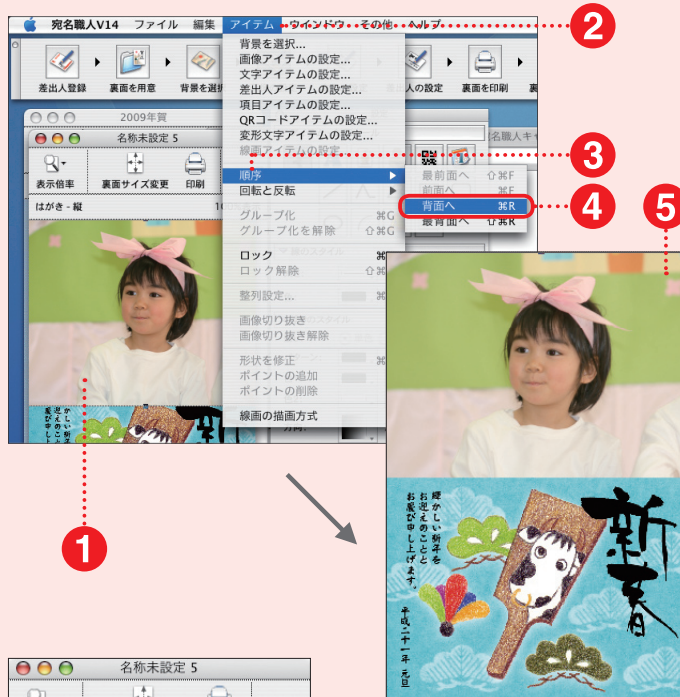 宛名職人V14 ファイル 編集 アイテム ウインドウ その他 ヘルプ
2
差出人登録
裏面を用意
背景を選択
人の設定
裏面を印刷
背景を選択...
画像アイテムの設定...
文字アイテムの設定...
差出人アイテムの設定...
項目アイテムの設定...
QRコードアイテムの設定...
変形文字アイテムの設定...
線画アイテムの設定...
順序
回転と反転
グループ化 ⌘G
グループ化を解除 ⇧⌘G
ロック
ロック解除
整列設定...
画像切り抜き
画像切り抜き解除
形状を修正
ポイントの追加
ポイントの削除
線画の描画方式
3
最前面へ ⇧⌘F
前面へ ⌘F
背面へ ⌘R
最背面へ ⇧⌘R
4
5
2009年賀
名称未設定 5
表示倍率
裏面サイズ変更
印刷
はがき - 縦
1
新春
輝かしい新年を
お迎えのことと
お慶び申し上げます。
平成二十一年 元旦
名称未設定 5